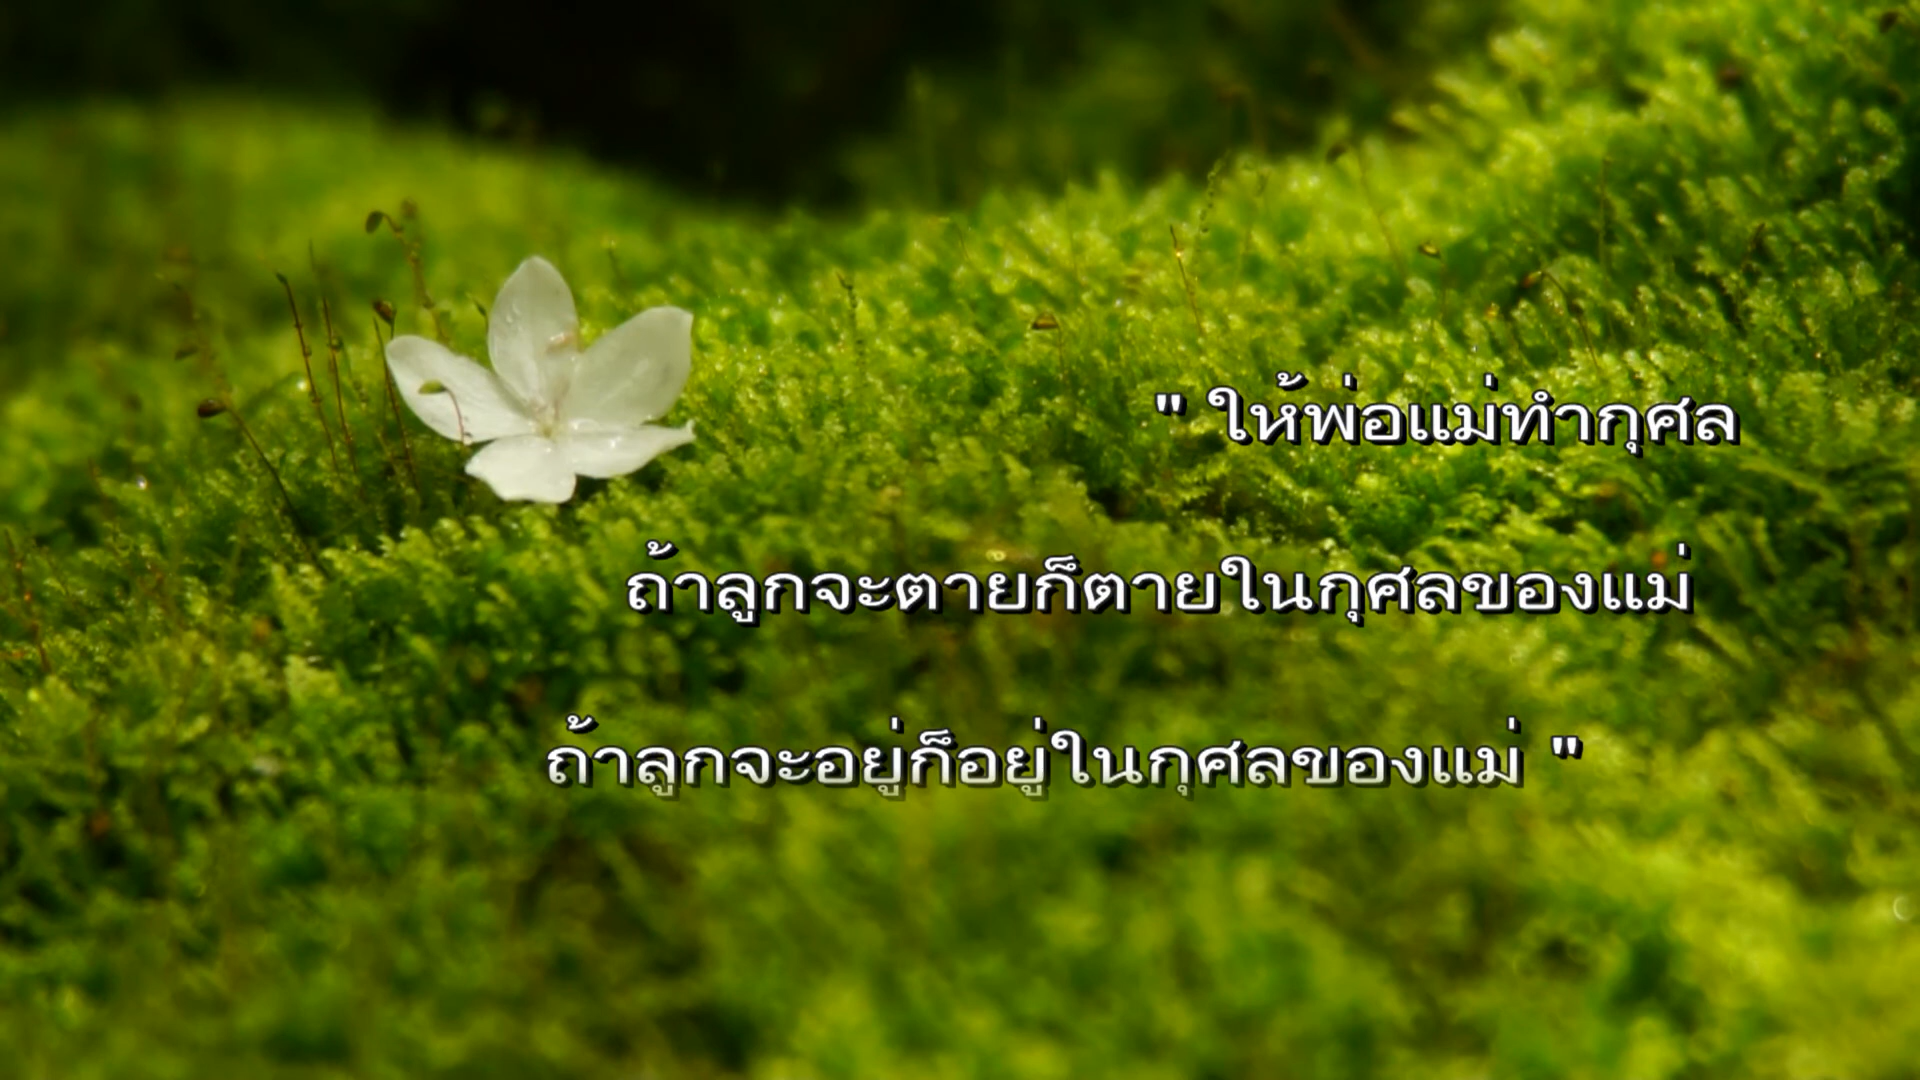 " ให้พ่อแม่ทำกุศล
ถ้าลูกจะตายก็ตายในกุศลของแม่
ถ้าลูกจะอยู่ก็อยู่ในกุศลของแม่ "